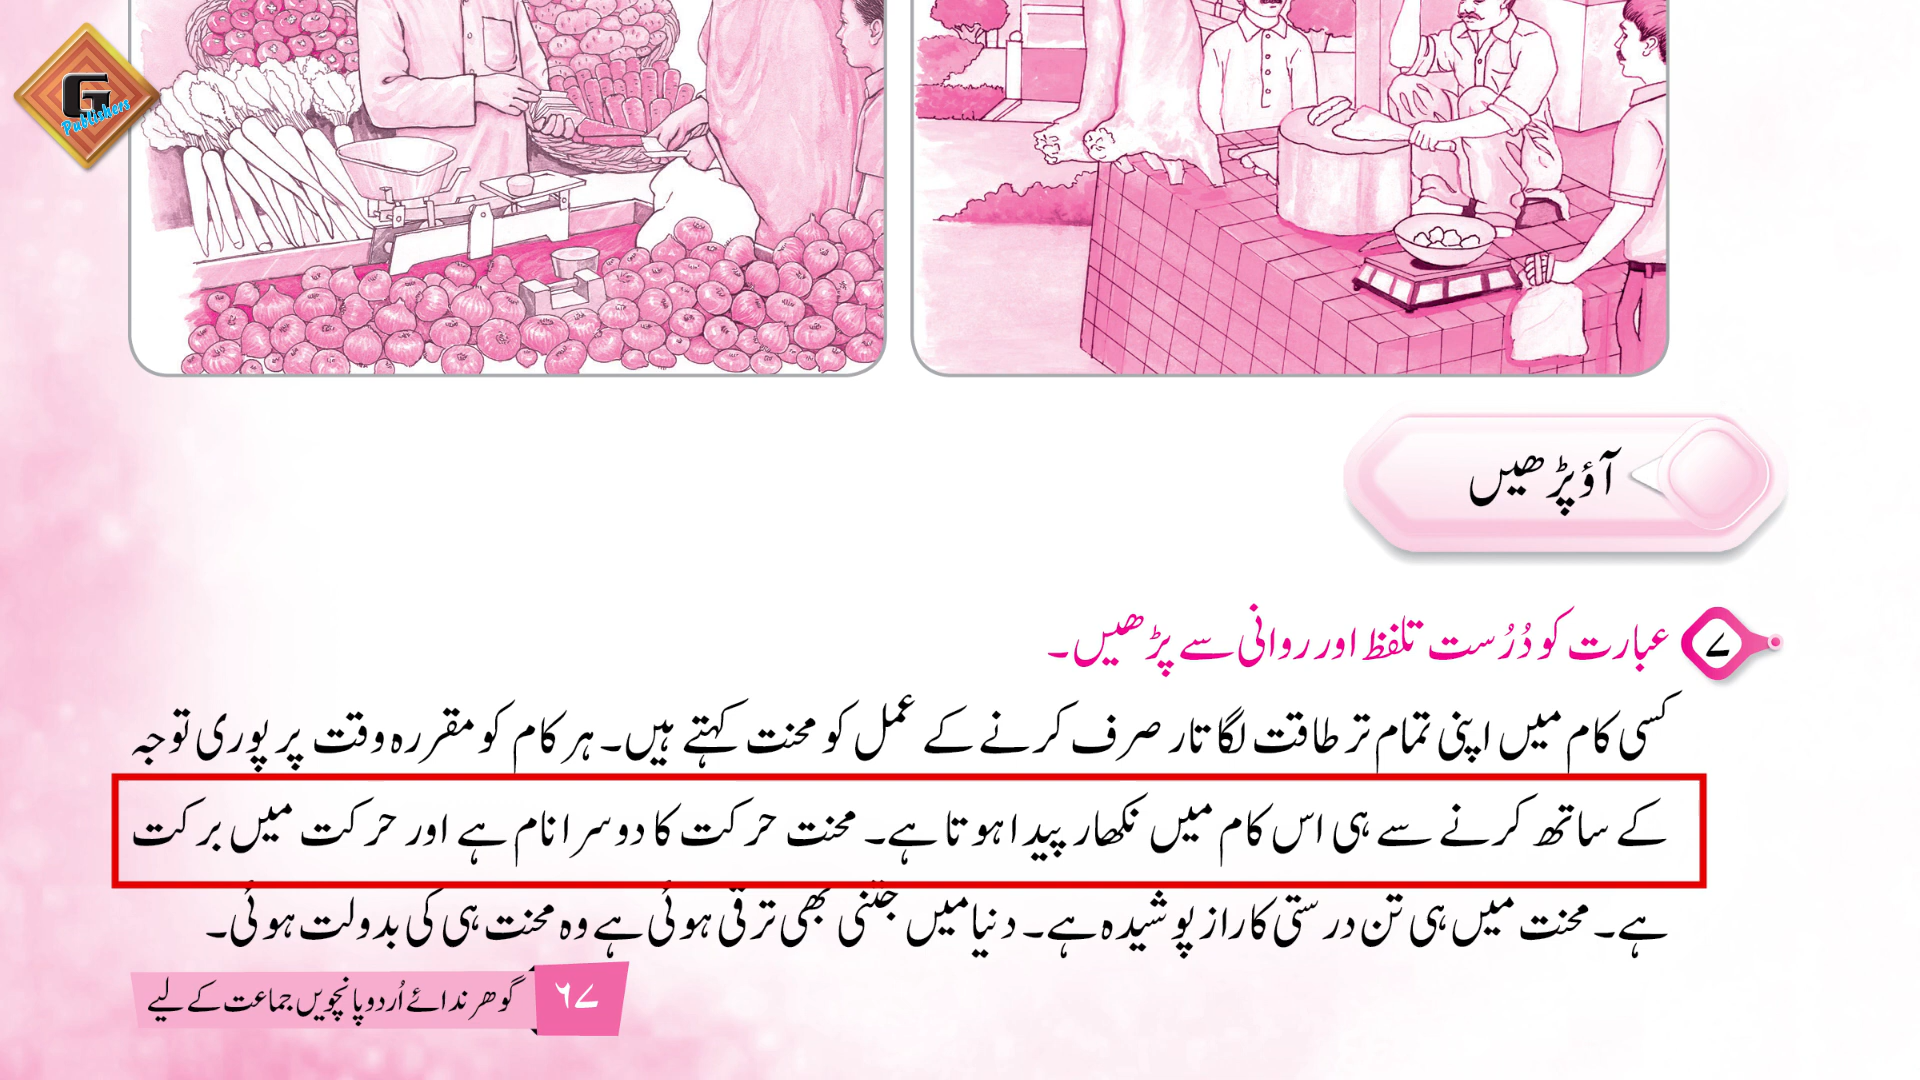 G
Publishers
آؤ پڑھیں
۷
عبارت کو دُرُست تلفظ اور روانی سے پڑھیں۔
کسی کام میں اپنی تمام تر طاقت لگاتار صرف کرنے کے عمل کو محنت کہتے ہیں۔ ہر کام کو مقررہ وقت پر پوری توجہ
کے ساتھ کرنے سے ہی اس کام میں نکھار پیدا ہوتا ہے۔ محنت حرکت کا دوسرا نام ہے اور حرکت میں برکت
ہے۔ محنت میں ہی تن درستی کا راز پوشیدہ ہے۔ دنیا میں جتنی بھی ترقی ہوئی ہے وہ محنت ہی کی بدولت ہوئی۔
۶۷
گوھر ندائے اُردو پانچویں جماعت کے لیے